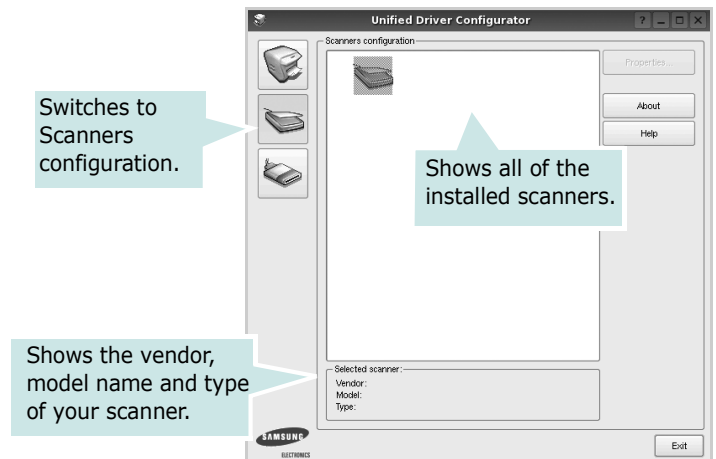 Unified Driver Configurator
Scanners configuration
Properties...
About
Help
Switches to
Scanners
configuration.
Shows all of the
installed scanners.
Shows the vendor,
model name and type
of your scanner.
Selected scanner:
Vendor:
Model:
Type:
SAMSUNG
ELECTRONICS
Exit